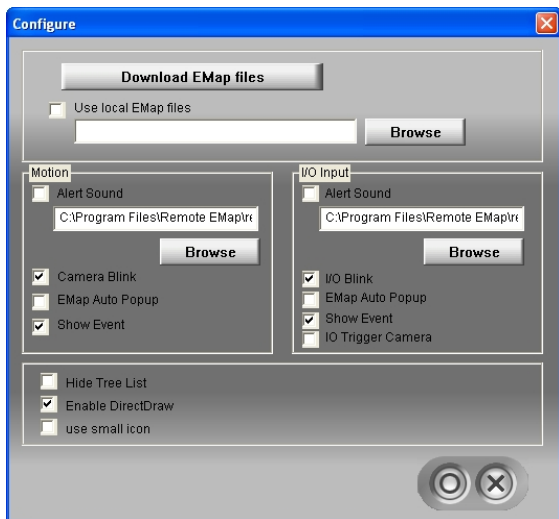 Configure
Download EMap files
Use local EMap files
Browse
Motion
Alert Sound
C:\Program Files\Remote EMap\re
Browse
Camera Blink
EMap Auto Popup
Show Event
I/O Input
Alert Sound
C:\Program Files\Remote EMap\re
Browse
I/O Blink
EMap Auto Popup
Show Event
IO Trigger Camera
Hide Tree List
Enable DirectDraw
use small icon